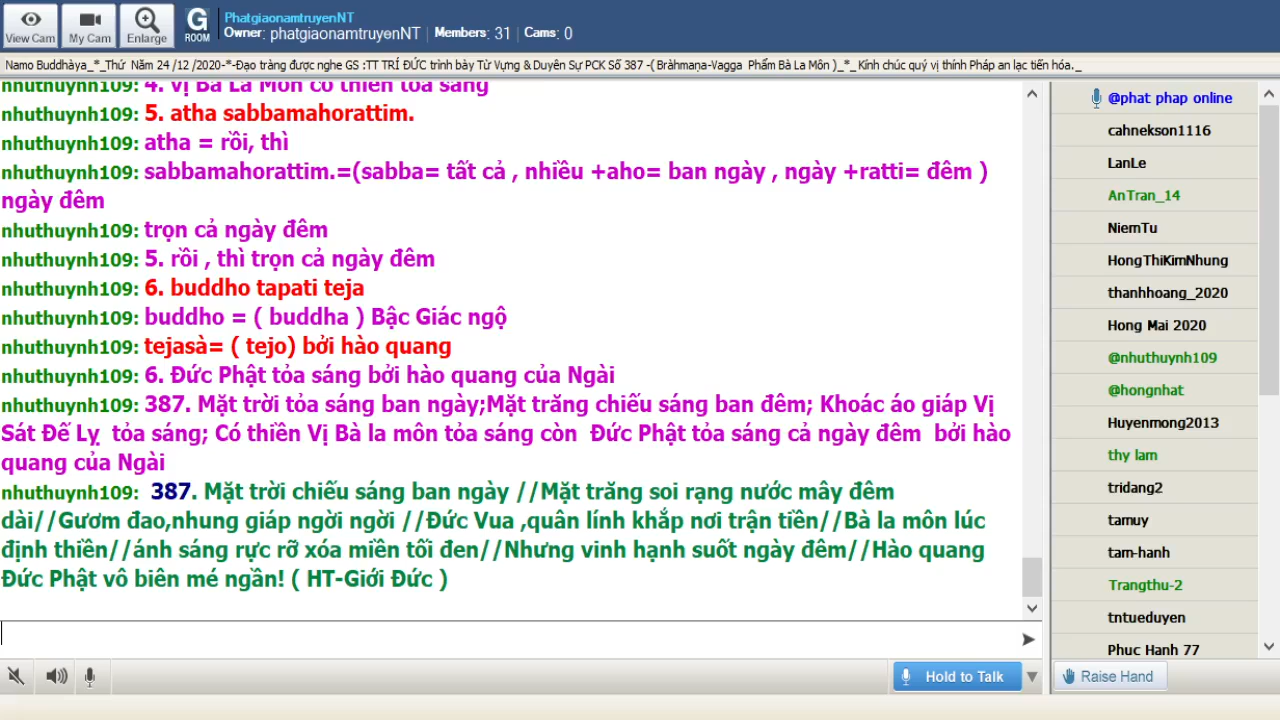 View Cam
My Cam
Enlarge
G
ROOM
PhatgiaonamtruyenNT
Owner: phatgiaonamtruyenNT | Members: 31 | Cams: 0
Namo Buddhàya_*_Thứ Năm 24 /12 /2020-*-Đạo tràng được nghe GS :TT TRÍ ĐỨC trình bày Từ Vựng & Duyên Sự PCK Số 387 -( Bràhmaṇa-Vagga Phẩm Bà La Môn )_*_ Kính chúc quý vị thính Pháp an lạc tiến hóa._
nhuthuynh109: 4. vị Bà La Môn có thiền tỏa sáng
nhuthuynh109: 5. atha sabbamahorattim.
nhuthuynh109: atha = rồi, thì
nhuthuynh109: sabbamahorattim.=(sabba= tất cả , nhiều +aho= ban ngày , ngày +ratti= đêm )
ngày đêm
nhuthuynh109: trọn cả ngày đêm
nhuthuynh109: 5. rồi , thì trọn cả ngày đêm
nhuthuynh109: 6. buddho tapati teja
nhuthuynh109: buddho = ( buddha ) Bậc Giác ngộ
nhuthuynh109: tejasà= ( tejo) bởi hào quang
nhuthuynh109: 6. Đức Phật tỏa sáng bởi hào quang của Ngài
nhuthuynh109: 387. Mặt trời tỏa sáng ban ngày;Mặt trăng chiếu sáng ban đêm; Khoác áo giáp Vị
Sát Đế Lỵ tỏa sáng; Có thiền Vị Bà la môn tỏa sáng còn Đức Phật tỏa sáng cả ngày đêm bởi hào
quang của Ngài
nhuthuynh109: 387. Mặt trời chiếu sáng ban ngày //Mặt trăng soi rạng nước mây đêm
dài//Gươm đao,nhung giáp ngời ngời //Đức Vua ,quân lính khắp nơi trận tiền//Bà la môn lúc
định thiền//ánh sáng rực rỡ xóa miền tối đen//Nhưng vinh hạnh suốt ngày đêm//Hào quang
Đức Phật vô biên mé ngần! ( HT-Giới Đức )
@phat phap online
cahnekson1116
LanLe
AnTran_14
NiemTu
HongThiKimNhung
thanhhoang_2020
Hong Mai 2020
@nhuthuynh109
@hongnhat
Huyenmong2013
thy lam
tridang2
tamuy
tam-hanh
Trangthu-2
tntueduyen
Phuc Hanh 77
Hold to Talk
Raise Hand